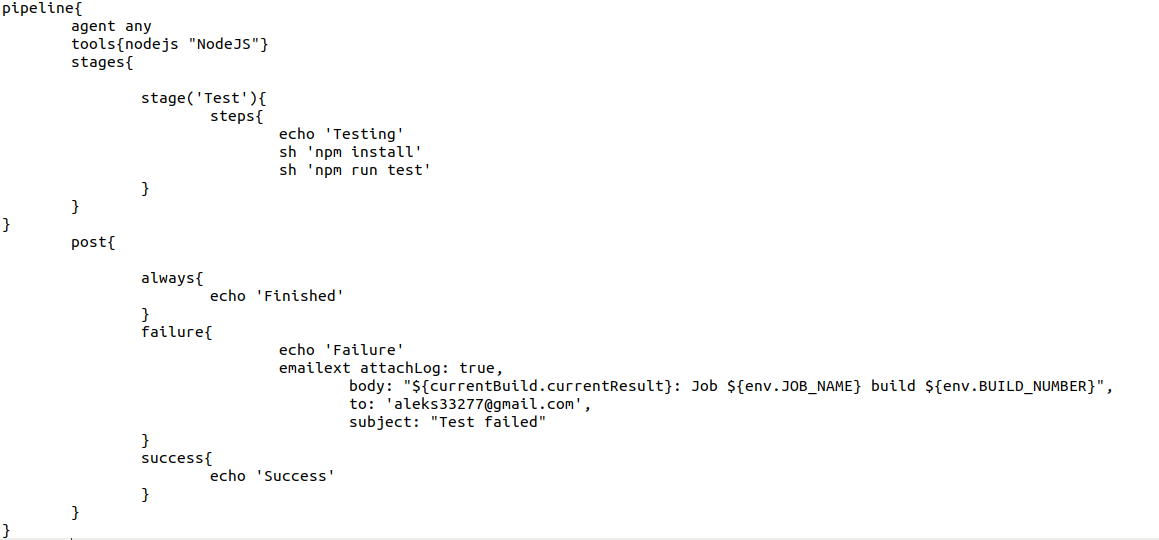 pipeline{
        agent any
        tools{nodejs "NodeJS"}
        stages{

                stage('Test'){
                        steps{
                                echo 'Testing'
                                sh 'npm install'
                                sh 'npm run test'
                }
        }
}
        post{

                always{
                        echo 'Finished'
                }
                failure{
                                echo 'Failure'
                                emailext attachLog: true,
                                        body: "${currentBuild.currentResult}: Job ${env.JOB_NAME} build ${env.BUILD_NUMBER}",
                                        to: 'aleks33277@gmail.com',
                                        subject: "Test failed"
                }
                success{
                        echo 'Success'
                }
        }
}